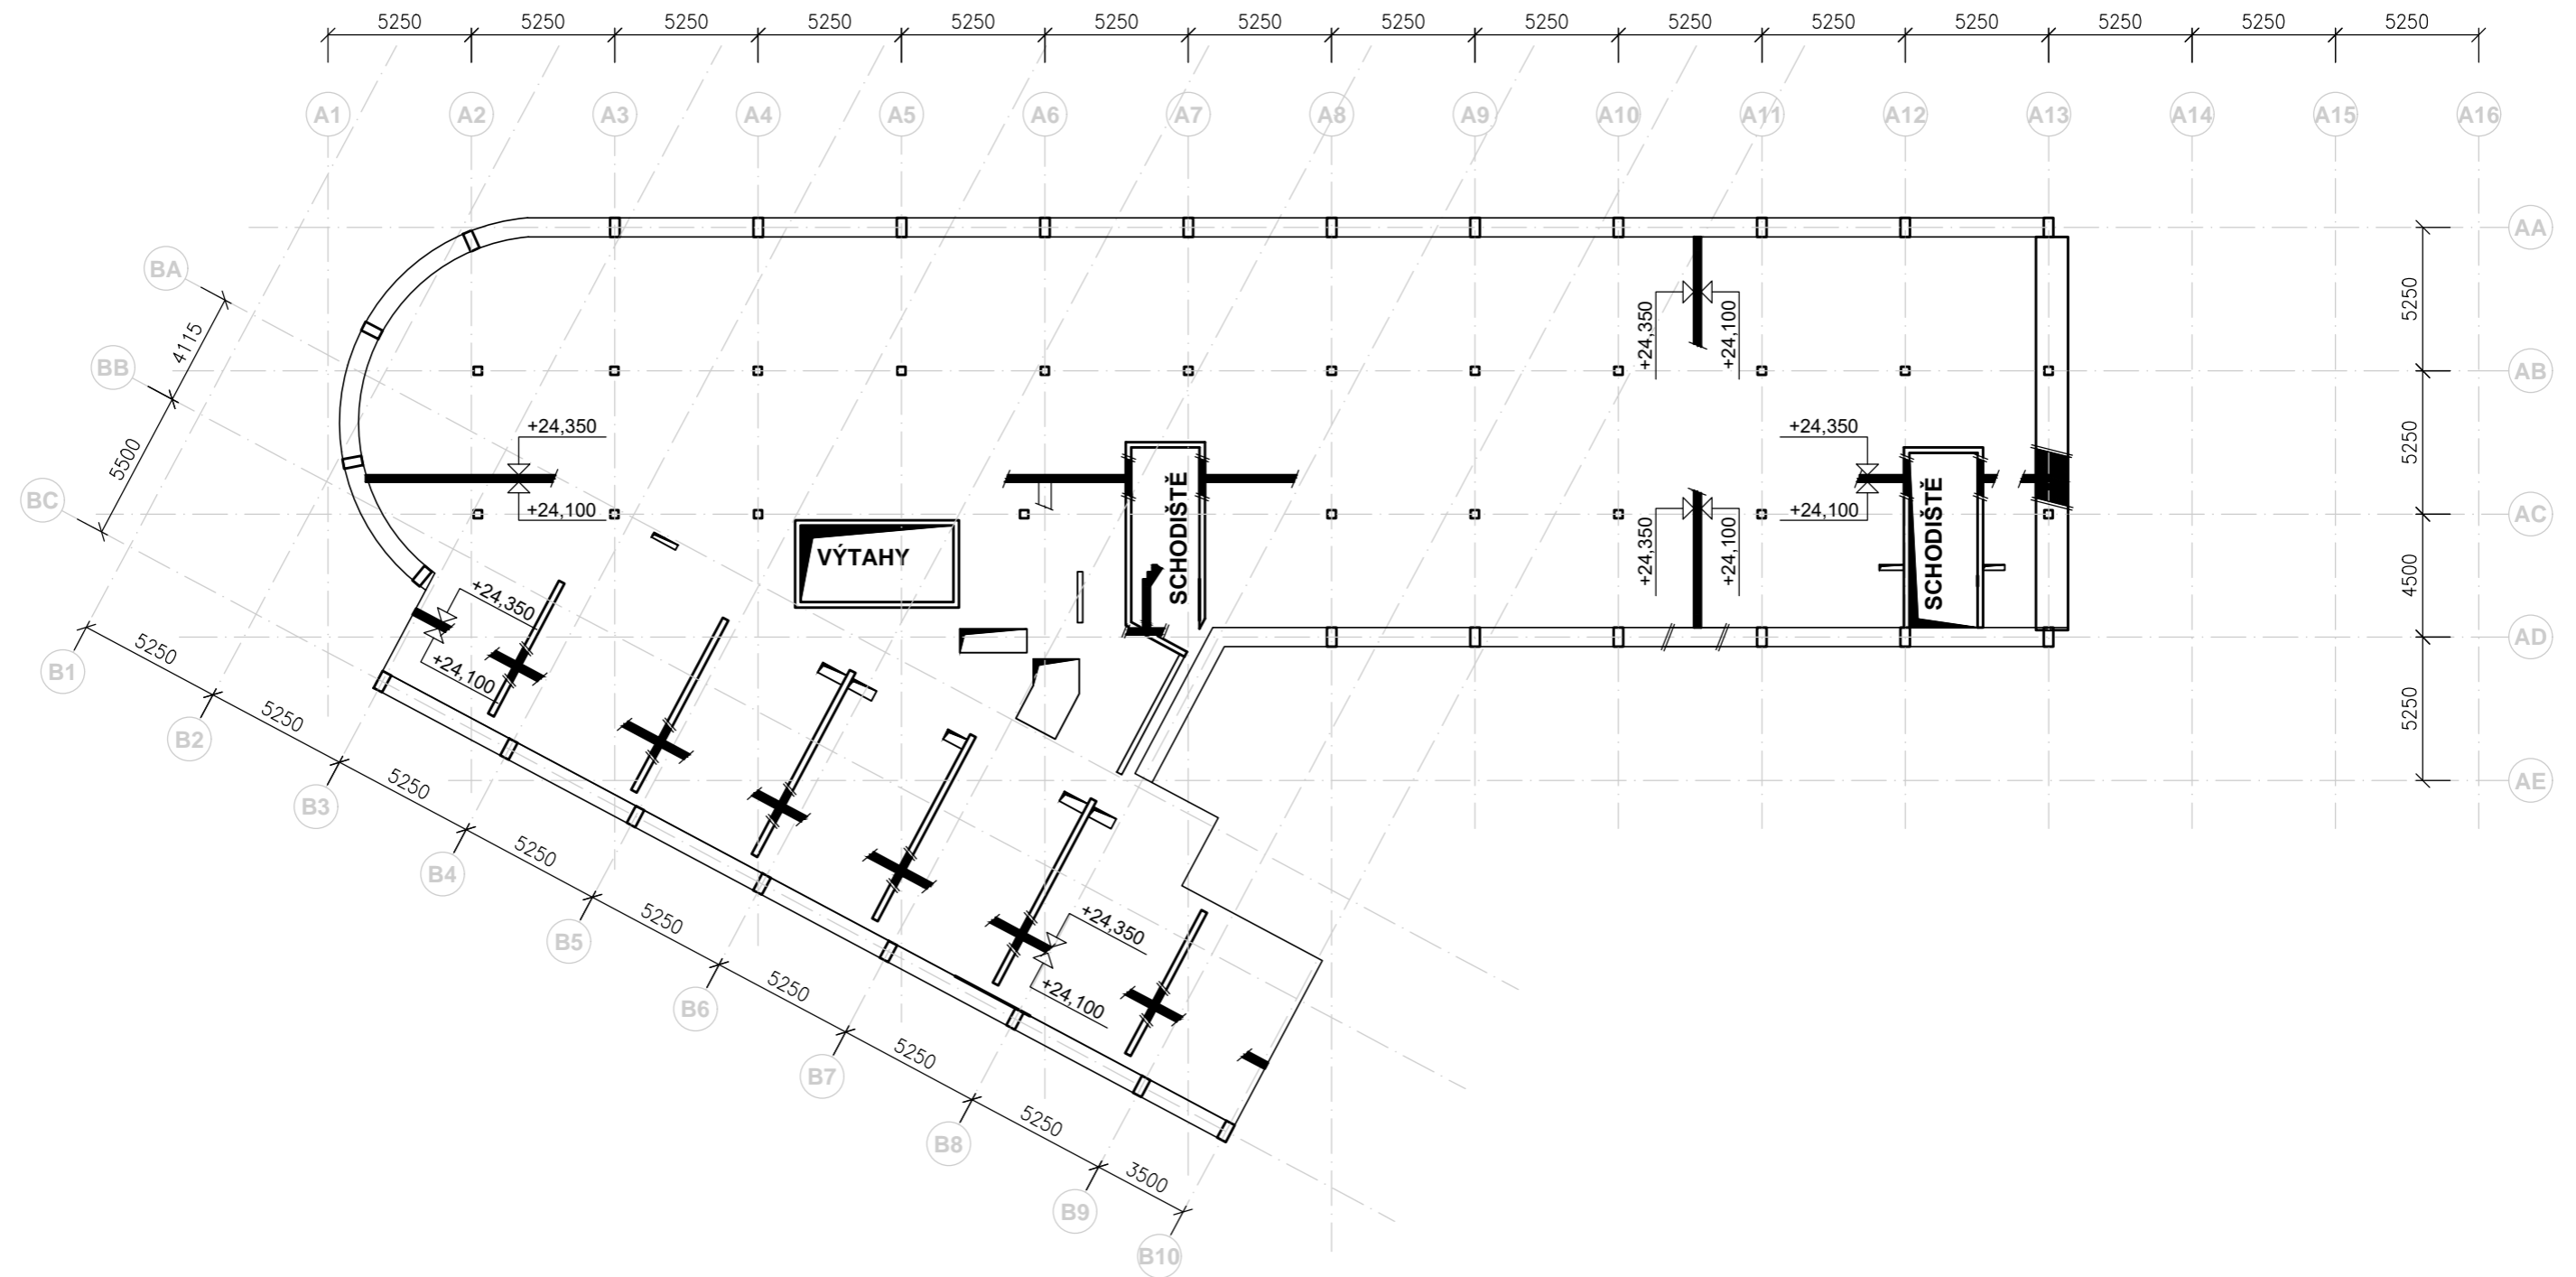 5250 5250 5250 5250 5250 5250 5250 5250 5250 5250 5250 5250 5250 5250 5250
A1 A2 A3 A4 A5 A6 A7 A8 A9 A10 A11 A12 A13 A14 A15 A16
AA
BA
5250
+24,350 +24,100
4115
BB
AB
+24,350
+24,350
5250
5500
SCHODIŠTĚ
SCHODIŠTĚ
BC
+24,100
+24,100
AC
VÝTAHY
+24,350 +24,100
4500
+24,350
AD
5250
B1
+24,100
5250
B2
5250
AE
B3
5250
B4
5250
B5
5250
+24,350
B6
5250
+24,100
B7
5250
B8
5250
B9
3500
B10